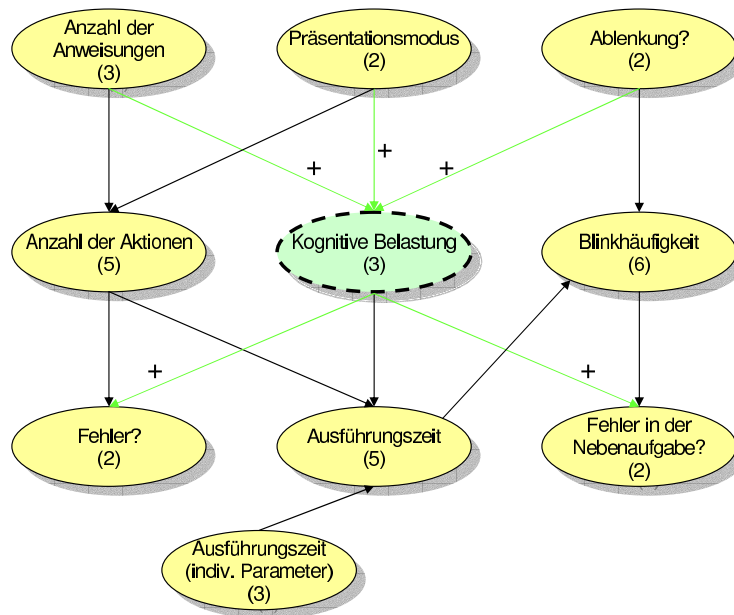 Anzahl der
Anweisungen
(3)
Präsentationsmodus
(2)
Ablenkung?
(2)
+
+
+
Anzahl der Aktionen
(5)
Kognitive Belastung
(3)
Blinkhäufigkeit
(6)
+
+
Fehler?
(2)
Ausführungszeit
(5)
Fehler in der
Nebenaufgabe?
(2)
Ausführungszeit
(indiv. Parameter)
(3)